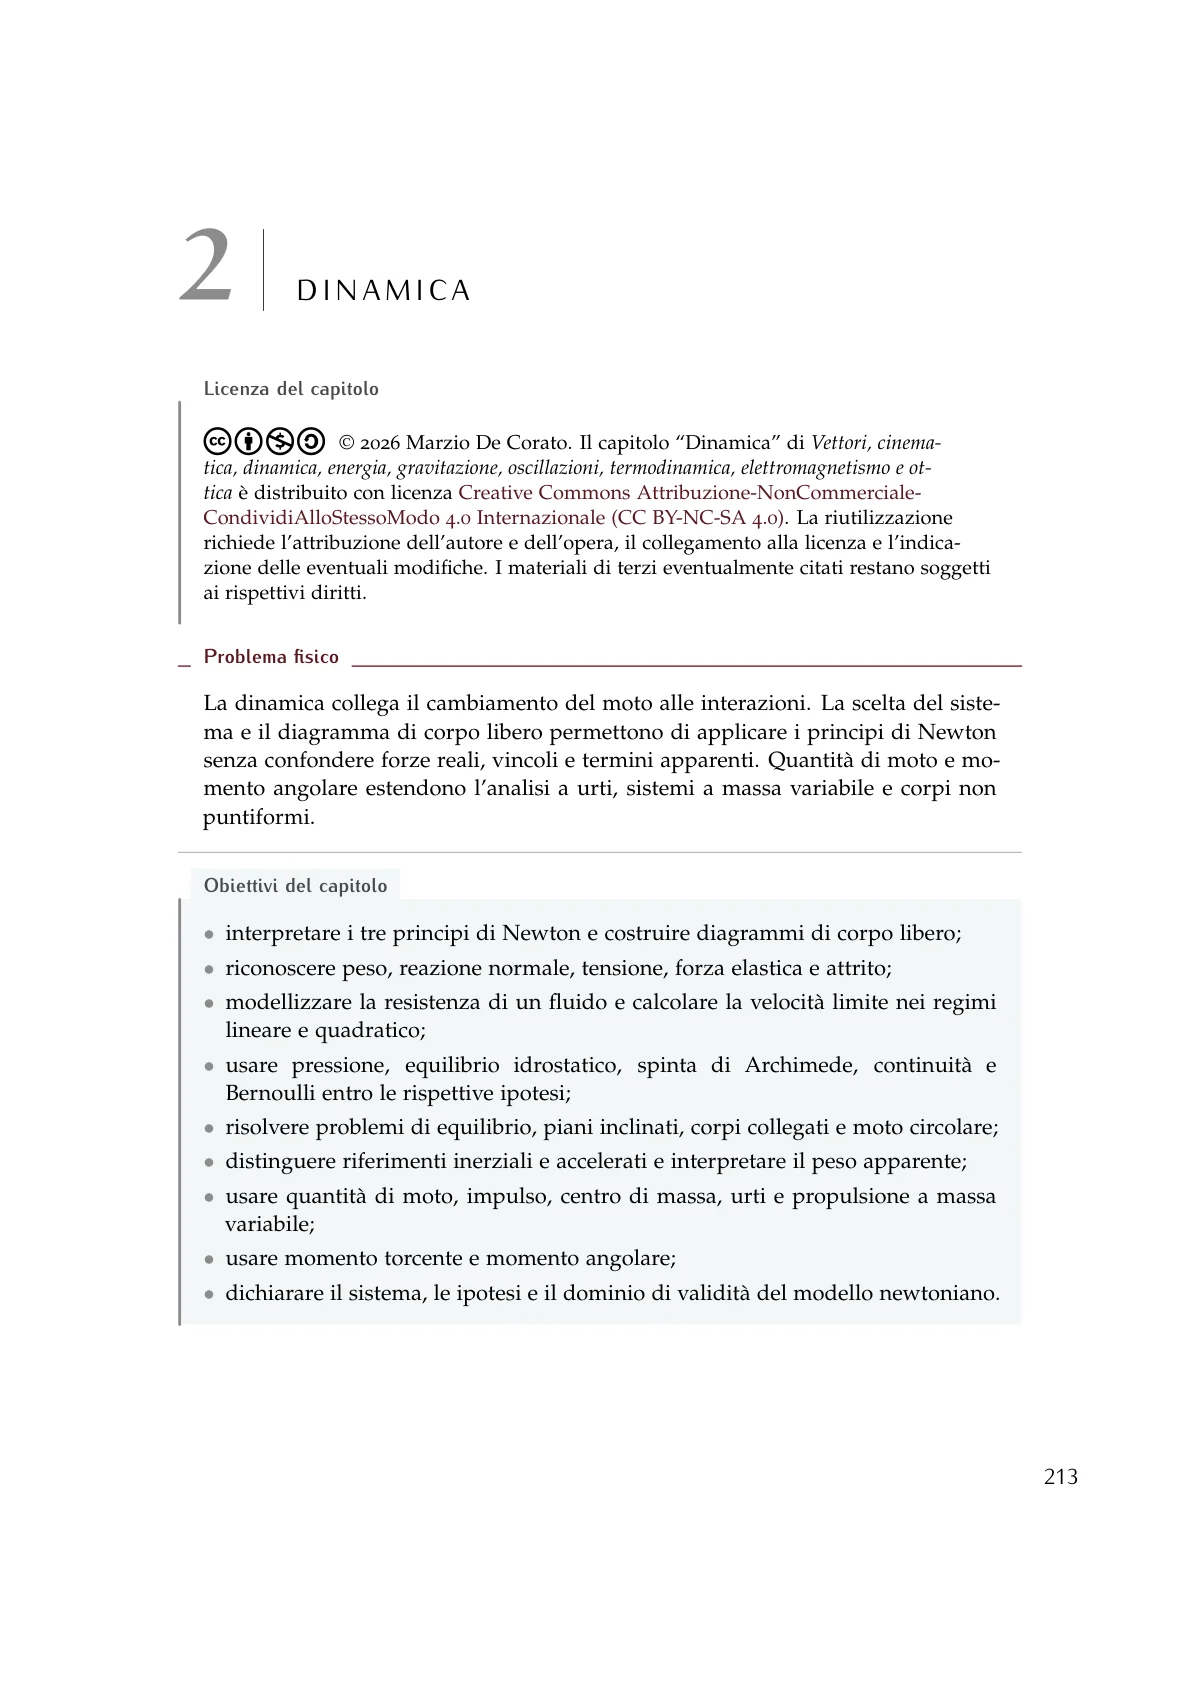 2
DINAMICA
Licenza del capitolo
© 2026 Marzio De Corato. Il capitolo “Dinamica” di Vettori, cinema-
tica, dinamica, energia, gravitazione, oscillazioni, termodinamica, elettromagnetismo e ot-
tica è distribuito con licenza Creative Commons Attribuzione-NonCommerciale-
CondividiAlloStessoModo 4.0 Internazionale (CC BY-NC-SA 4.0). La riutilizzazione
richiede l’attribuzione dell’autore e dell’opera, il collegamento alla licenza e l’indica-
zione delle eventuali modifiche. I materiali di terzi eventualmente citati restano soggetti
ai rispettivi diritti.
Problema fisico
La dinamica collega il cambiamento del moto alle interazioni. La scelta del siste-
ma e il diagramma di corpo libero permettono di applicare i principi di Newton
senza confondere forze reali, vincoli e termini apparenti. Quantità di moto e mo-
mento angolare estendono l’analisi a urti, sistemi a massa variabile e corpi non
puntiformi.
Obiettivi del capitolo
• interpretare i tre principi di Newton e costruire diagrammi di corpo libero;
• riconoscere peso, reazione normale, tensione, forza elastica e attrito;
• modellizzare la resistenza di un fluido e calcolare la velocità limite nei regimi
lineare e quadratico;
• usare pressione, equilibrio idrostatico, spinta di Archimede, continuità e
Bernoulli entro le rispettive ipotesi;
• risolvere problemi di equilibrio, piani inclinati, corpi collegati e moto circolare;
• distinguere riferimenti inerziali e accelerati e interpretare il peso apparente;
• usare quantità di moto, impulso, centro di massa, urti e propulsione a massa
variabile;
• usare momento torcente e momento angolare;
• dichiarare il sistema, le ipotesi e il dominio di validità del modello newtoniano.
213